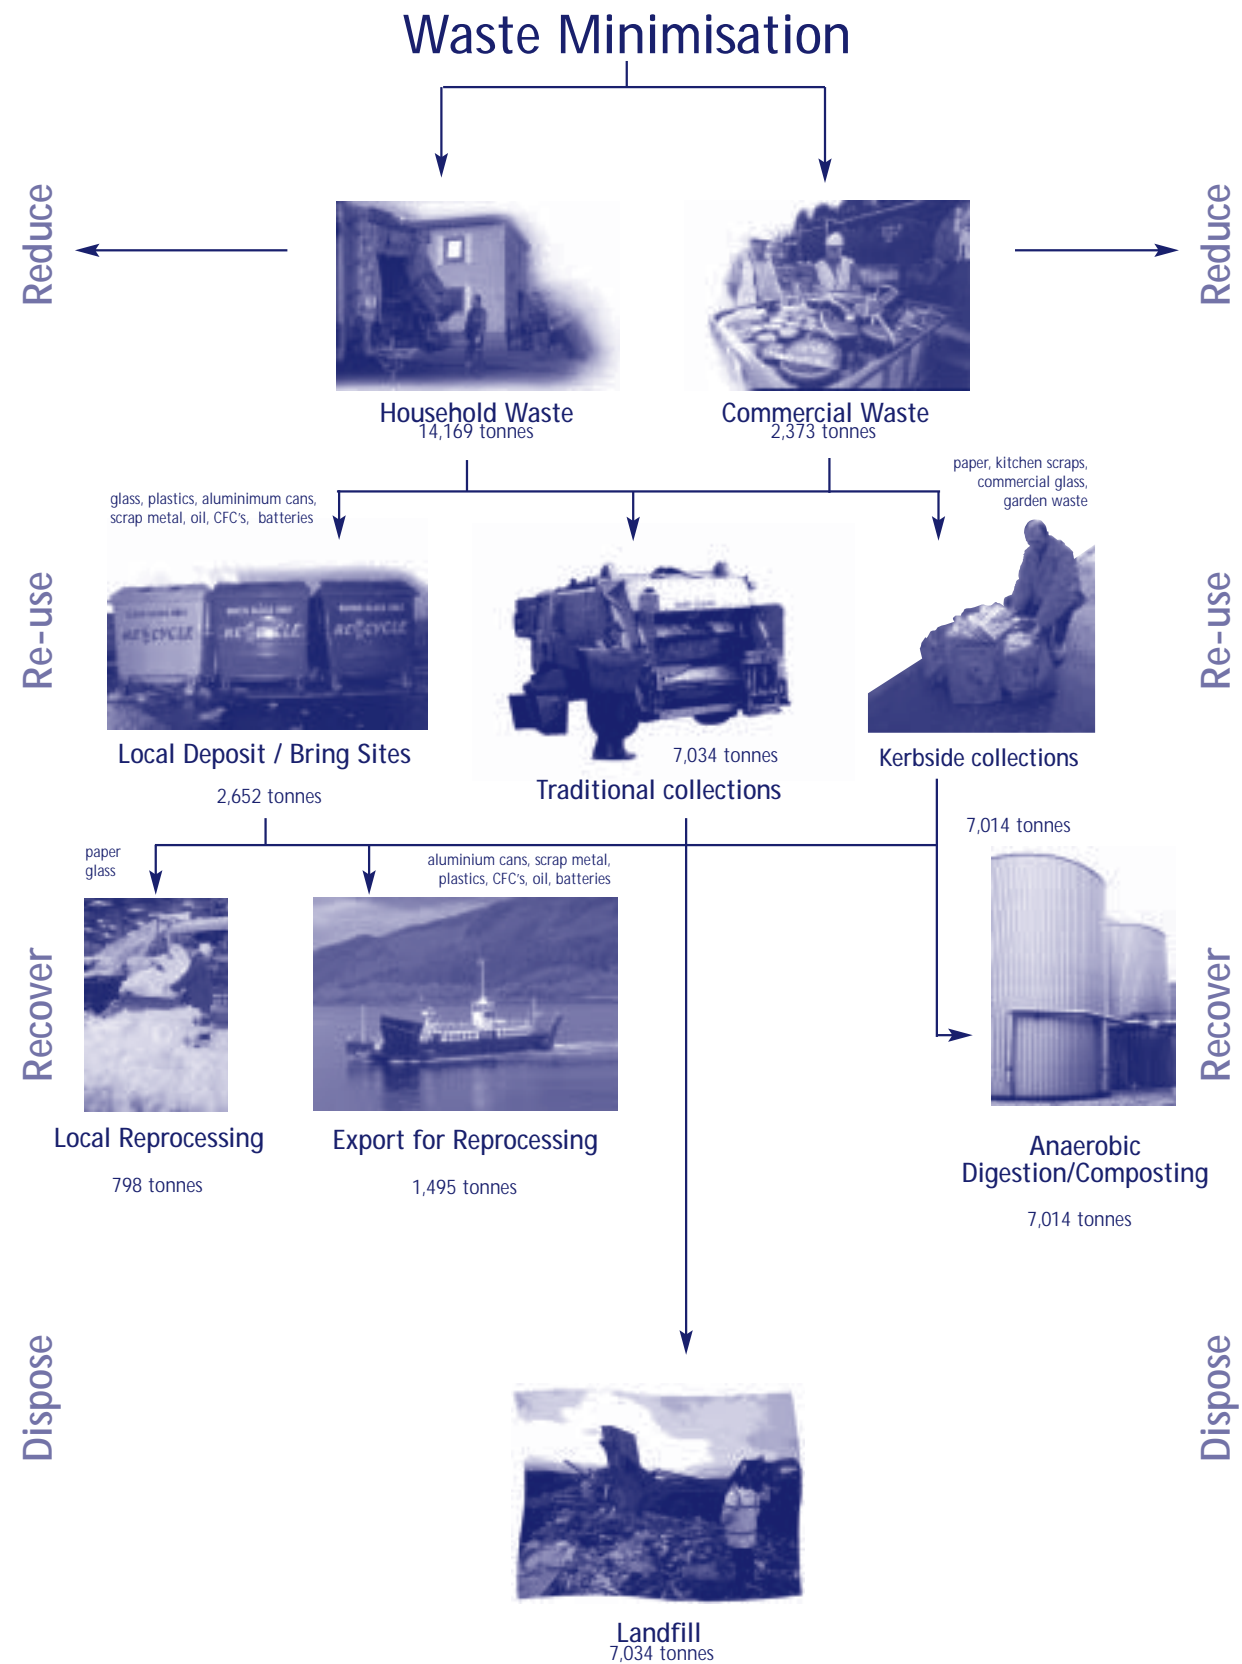 Waste Minimisation
Reduce
Reduce
Household Waste
14,169 tonnes
Commercial Waste
2,373 tonnes
glass, plastics, aluminimum cans,
scrap metal, oil, CFC's, batteries
paper, kitchen scraps,
commercial glass,
garden waste
Re-use
Re-use
RECYCLE
RECYCLE
RECYCLE
Local Deposit / Bring Sites
2,652 tonnes
7,034 tonnes
Traditional collections
Kerbside collections
7,014 tonnes
paper
glass
aluminium cans, scrap metal,
plastics, CFC's, oil, batteries
Recover
Recover
Local Reprocessing
798 tonnes
Export for Reprocessing
1,495 tonnes
Anaerobic
Digestion/Composting
7,014 tonnes
Dispose
Dispose
Landfill
7,034 tonnes